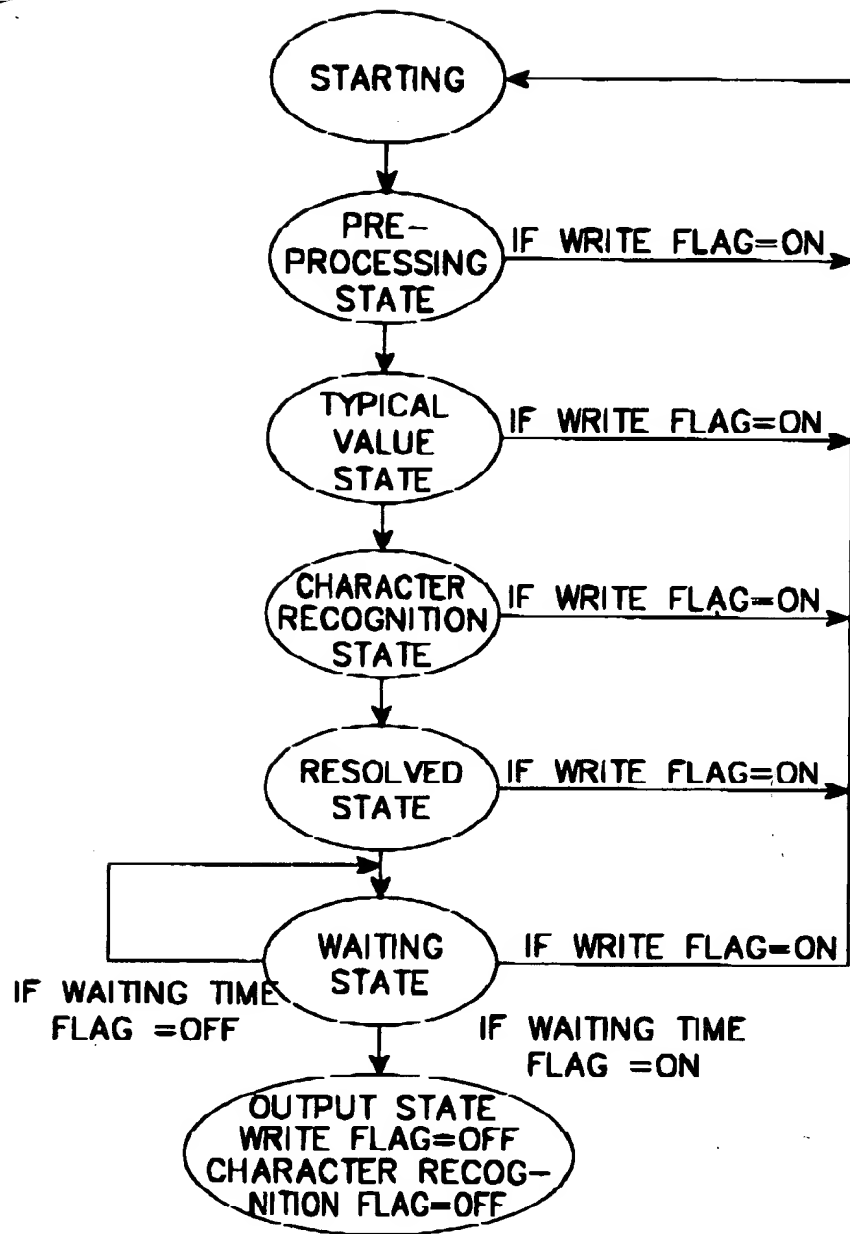 STARTING
PRE-
PROCESSING
STATE
IF WRITE FLAG=ON
TYPICAL
VALUE
STATE
IF WRITE FLAG=ON
CHARACTER
RECOGNITION
STATE
IF WRITE FLAG=ON
RESOLVED
STATE
IF WRITE FLAG=ON
WAITING
STATE
IF WRITE FLAG=ON
IF WAITING TIME
FLAG =OFF
IF WAITING TIME
FLAG =ON
OUTPUT STATE
WRITE FLAG=OFF
CHARACTER RECOG-
NITION FLAG=OFF